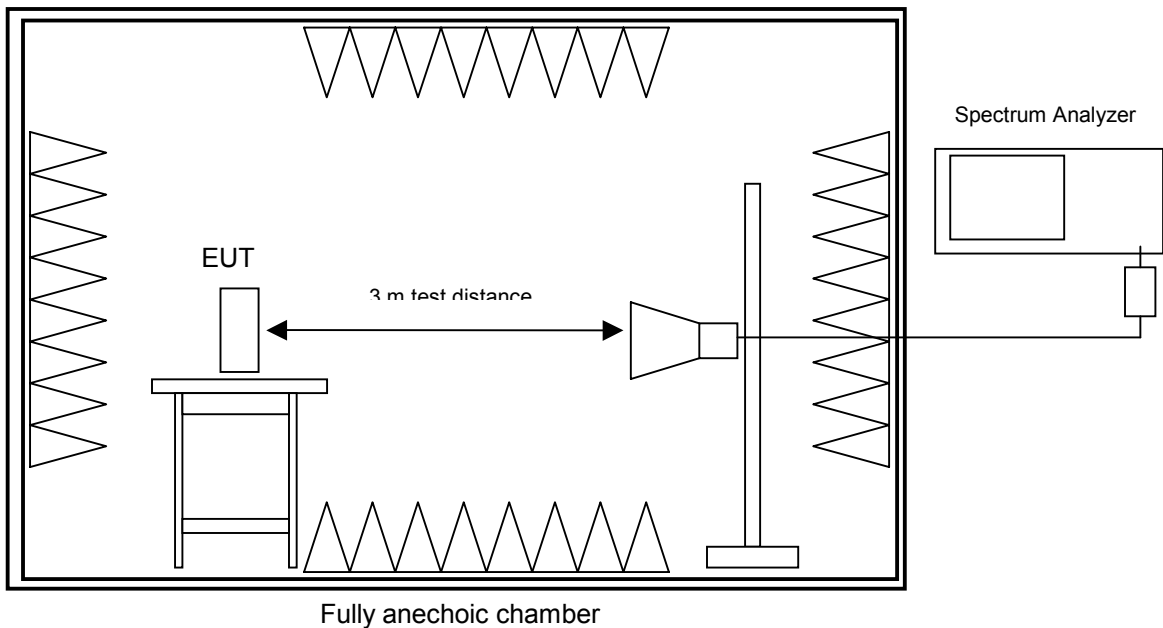 Spectrum Analyzer
EUT
3 m test distance
Fully anechoic chamber